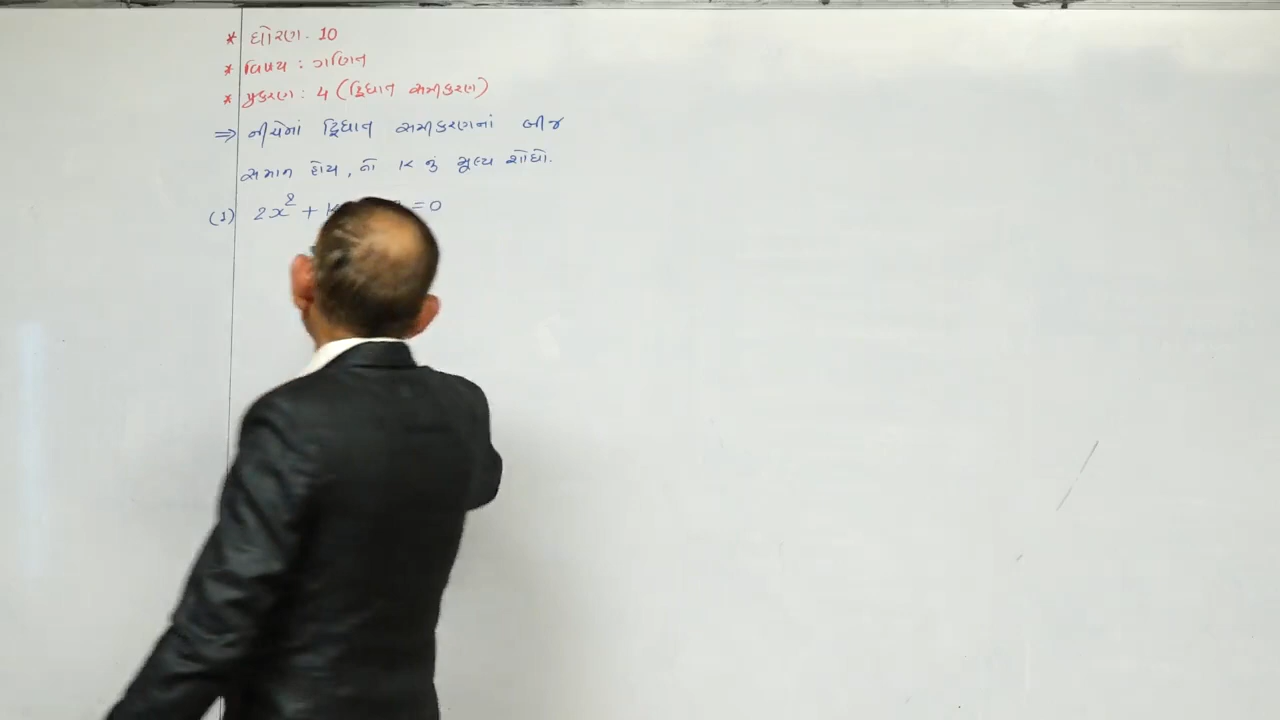 * ધોરણ. 10
* વિષય : ગણિત
* પ્રકરણ : 4 (દ્વિઘાત સમીકરણ)
⇒ નીચેનાં દ્વિઘાત સમીકરણનાં બીજ
સમાન હોય, તો K નું મૂલ્ય શોધો.
(1) 2x² + K = 0